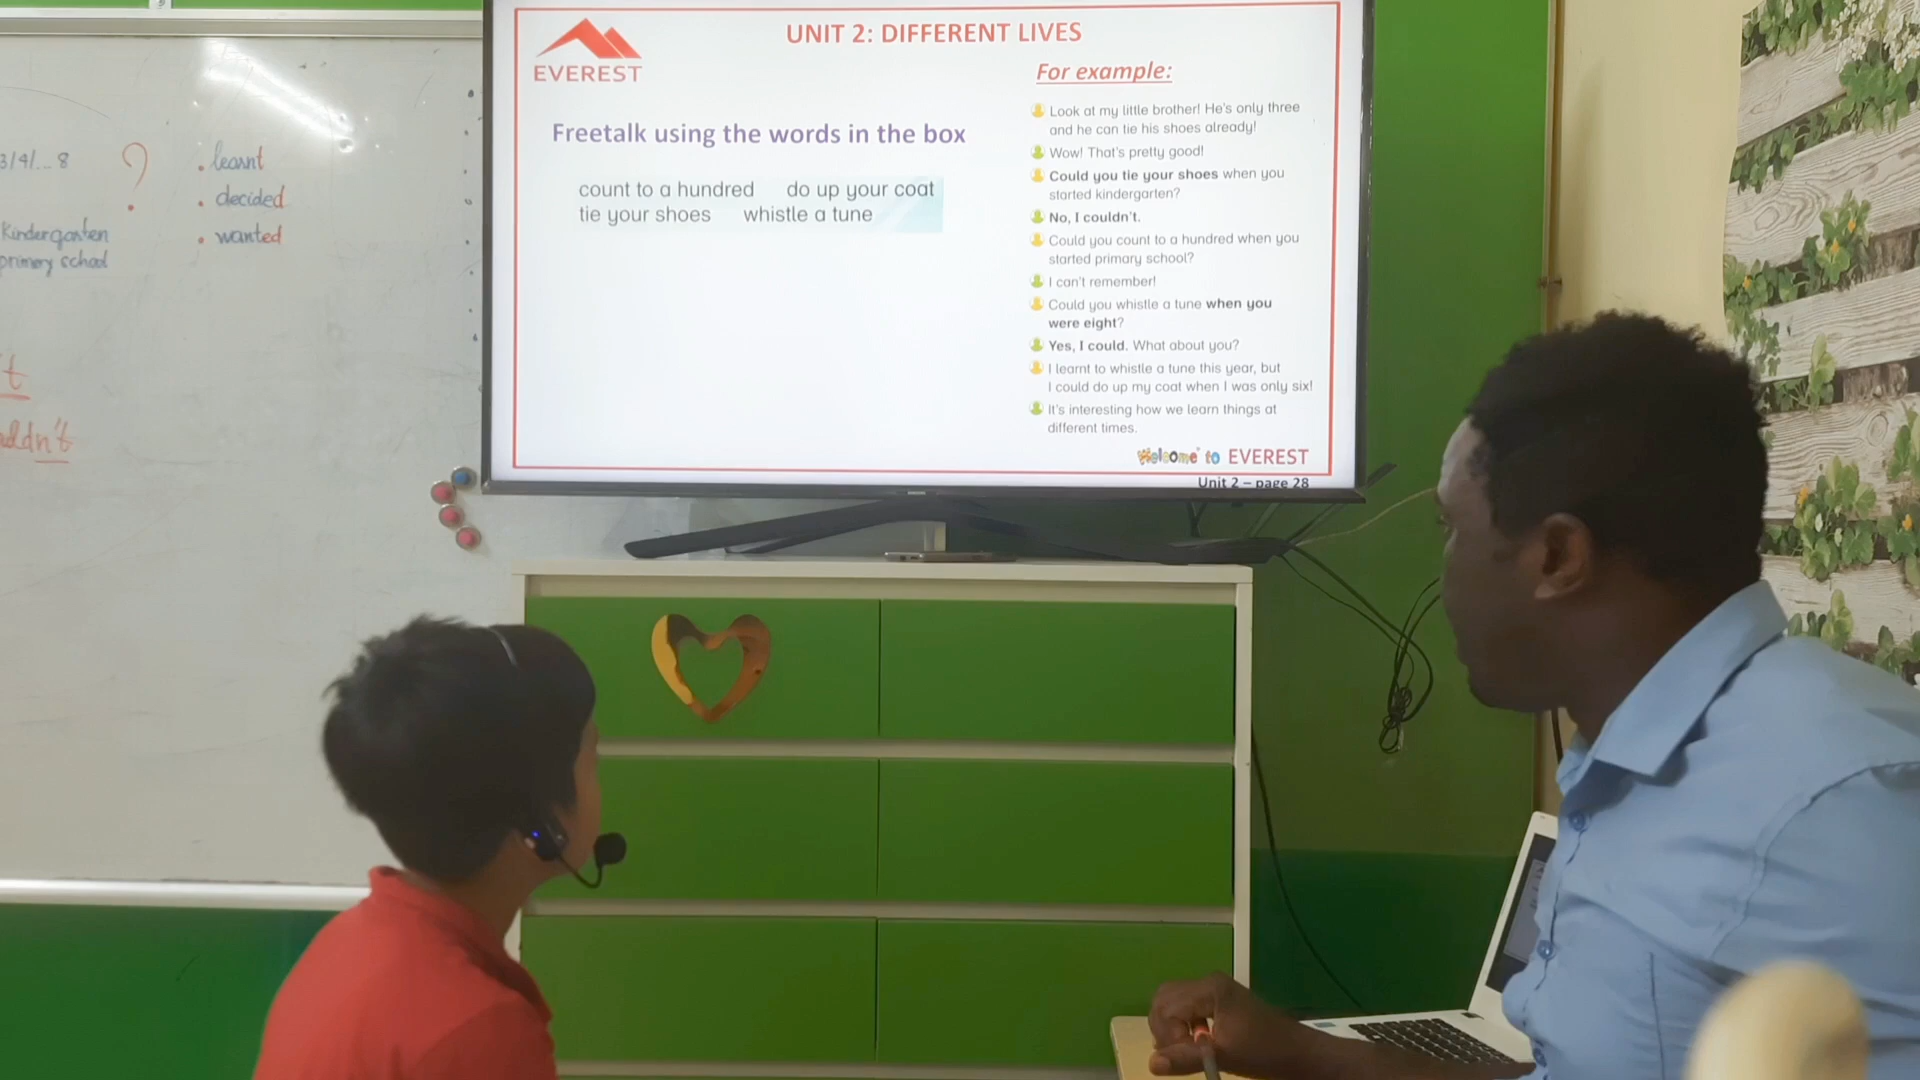 3/4/... 8
?
Kindergarten
primary school
. learnt
. decided
. wanted
EVEREST
UNIT 2: DIFFERENT LIVES
Freetalk using the words in the box
count to a hundred do up your coat
tie your shoes whistle a tune
For example:
Look at my little brother! He's only three
and he can tie his shoes already!
Wow! That's pretty good!
Could you tie your shoes when you
started kindergarten?
No, I couldn't.
Could you count to a hundred when you
started primary school?
I can't remember!
Could you whistle a tune when you
were eight?
Yes, I could. What about you?
I learnt to whistle a tune this year, but
I could do up my coat when I was only six!
It's interesting how we learn things at
different times.
Welcome to EVEREST
Unit 2 – page 28